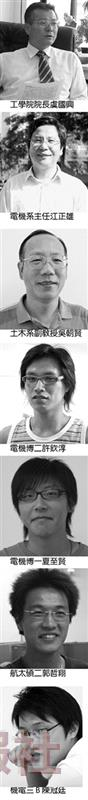 工學院院長虞國興
電機系主任江正雄
土木系副教授吳朝賢
電機博二許欽淳
電機博一夏至賢
航太碩二郭哲翔
報社
機電三B陳冠廷